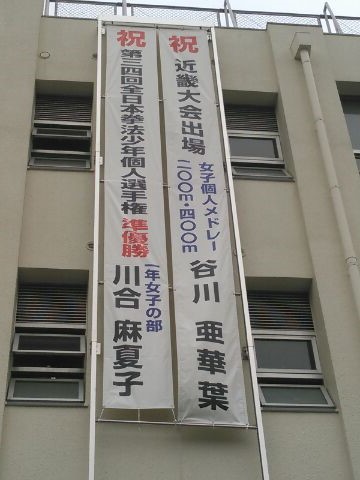 祝 近畿大会出場
女子個人メドレー
二〇〇m・四〇〇m
谷川 亜華葉
祝 第三四回全日本拳法少年個人選手権 準優勝
一年女子の部
川合 麻夏子